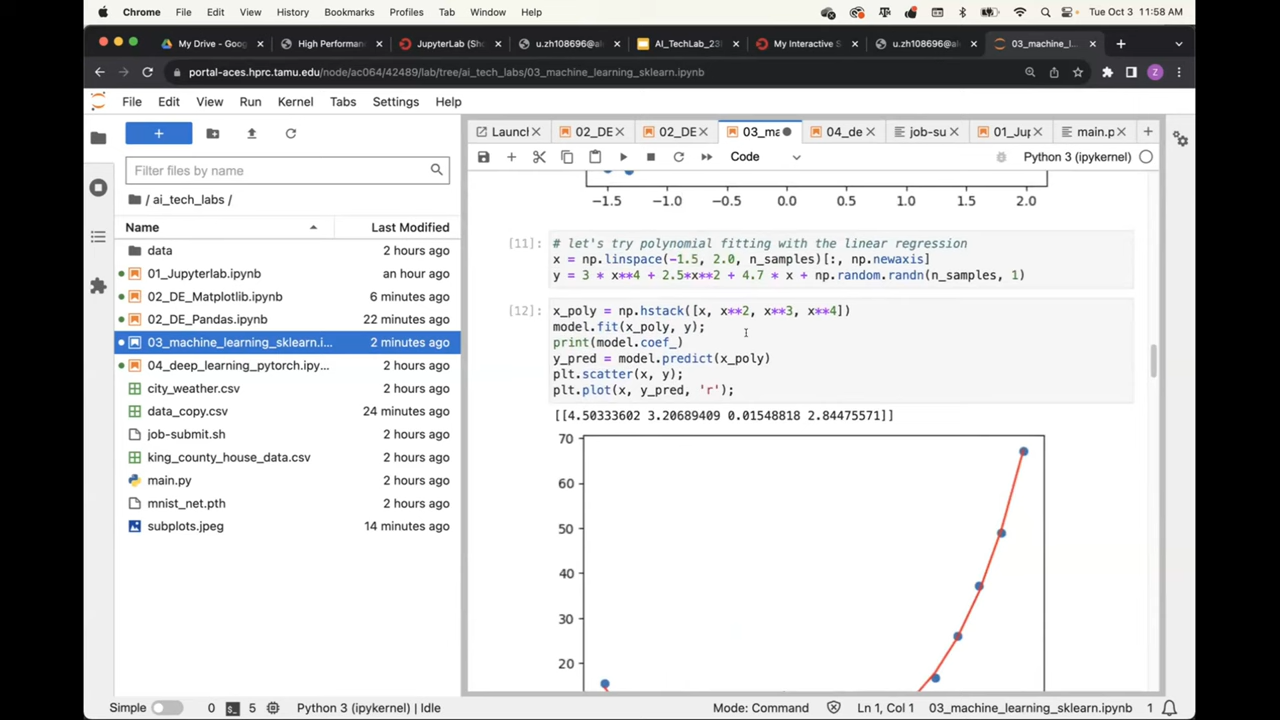 Chrome File Edit View History Bookmarks Profiles Tab Window Help Tue Oct 3 11:58 AM
My Drive - Goo High Performan JupyterLab (Sho u.zh108696@al AI_TechLab_23 My Interactive S u.zh108696@al 03_machine_l
portal-aces.hprc.tamu.edu/node/ac064/42489/lab/tree/ai_tech_labs/03_machine_learning_sklearn.ipynb Z
File Edit View Run Kernel Tabs Settings Help
Launcl 02_DE 02_DE 03_ma 04_de job-su 01_Jup main.p
Code Python 3 (ipykernel)
Filter files by name
/ ai_tech_labs /
Name Last Modified
data 2 hours ago
01_Jupyterlab.ipynb an hour ago
02_DE_Matplotlib.ipynb 6 minutes ago
02_DE_Pandas.ipynb 22 minutes ago
03_machine_learning_sklearn.i... 2 minutes ago
04_deep_learning_pytorch.ipy... 2 hours ago
city_weather.csv 2 hours ago
data_copy.csv 24 minutes ago
job-submit.sh 2 hours ago
king_county_house_data.csv 2 hours ago
main.py 2 hours ago
mnist_net.pth 2 hours ago
subplots.jpeg 14 minutes ago
−1.5 −1.0 −0.5 0.0 0.5 1.0 1.5 2.0
[11]: # let's try polynomial fitting with the linear regression
x = np.linspace(-1.5, 2.0, n_samples)[:, np.newaxis]
y = 3 * x**4 + 2.5*x**2 + 4.7 * x + np.random.randn(n_samples, 1)
[12]: x_poly = np.hstack([x, x**2, x**3, x**4])
model.fit(x_poly, y);
print(model.coef_)
y_pred = model.predict(x_poly)
plt.scatter(x, y);
plt.plot(x, y_pred, 'r');
[[4.50333602 3.20689409 0.01548818 2.84475571]]
70
60
50
40
30
20
Simple 0 5 Python 3 (ipykernel) | Idle Mode: Command Ln 1, Col 1 03_machine_learning_sklearn.ipynb 1